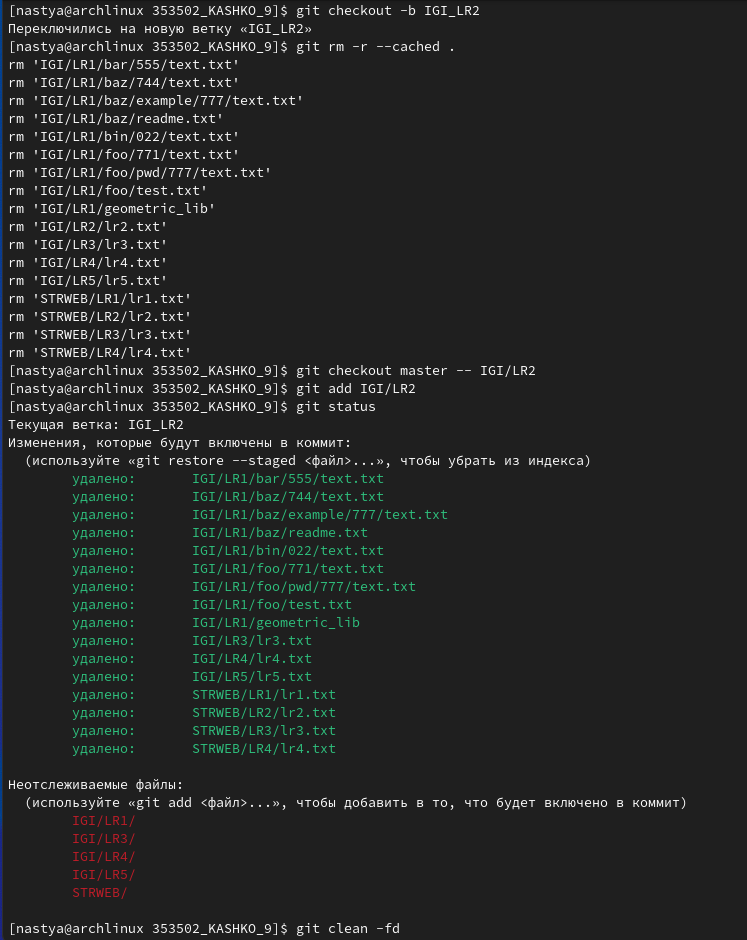 [nastya@archlinux 353502_KASHKO_9]$ git checkout -b IGI_LR2
Переключились на новую ветку «IGI_LR2»
[nastya@archlinux 353502_KASHKO_9]$ git rm -r --cached .
rm 'IGI/LR1/bar/555/text.txt'
rm 'IGI/LR1/baz/744/text.txt'
rm 'IGI/LR1/baz/example/777/text.txt'
rm 'IGI/LR1/baz/readme.txt'
rm 'IGI/LR1/bin/022/text.txt'
rm 'IGI/LR1/foo/771/text.txt'
rm 'IGI/LR1/foo/pwd/777/text.txt'
rm 'IGI/LR1/foo/test.txt'
rm 'IGI/LR1/geometric_lib'
rm 'IGI/LR2/lr2.txt'
rm 'IGI/LR3/lr3.txt'
rm 'IGI/LR4/lr4.txt'
rm 'IGI/LR5/lr5.txt'
rm 'STRWEB/LR1/lr1.txt'
rm 'STRWEB/LR2/lr2.txt'
rm 'STRWEB/LR3/lr3.txt'
rm 'STRWEB/LR4/lr4.txt'
[nastya@archlinux 353502_KASHKO_9]$ git checkout master -- IGI/LR2
[nastya@archlinux 353502_KASHKO_9]$ git add IGI/LR2
[nastya@archlinux 353502_KASHKO_9]$ git status
Текущая ветка: IGI_LR2
Изменения, которые будут включены в коммит:
  (используйте «git restore --staged <файл>...», чтобы убрать из индекса)
        удалено:       IGI/LR1/bar/555/text.txt
        удалено:       IGI/LR1/baz/744/text.txt
        удалено:       IGI/LR1/baz/example/777/text.txt
        удалено:       IGI/LR1/baz/readme.txt
        удалено:       IGI/LR1/bin/022/text.txt
        удалено:       IGI/LR1/foo/771/text.txt
        удалено:       IGI/LR1/foo/pwd/777/text.txt
        удалено:       IGI/LR1/foo/test.txt
        удалено:       IGI/LR1/geometric_lib
        удалено:       IGI/LR3/lr3.txt
        удалено:       IGI/LR4/lr4.txt
        удалено:       IGI/LR5/lr5.txt
        удалено:       STRWEB/LR1/lr1.txt
        удалено:       STRWEB/LR2/lr2.txt
        удалено:       STRWEB/LR3/lr3.txt
        удалено:       STRWEB/LR4/lr4.txt

Неотслеживаемые файлы:
  (используйте «git add <файл>...», чтобы добавить в то, что будет включено в коммит)
        IGI/LR1/
        IGI/LR3/
        IGI/LR4/
        IGI/LR5/
        STRWEB/

[nastya@archlinux 353502_KASHKO_9]$ git clean -fd